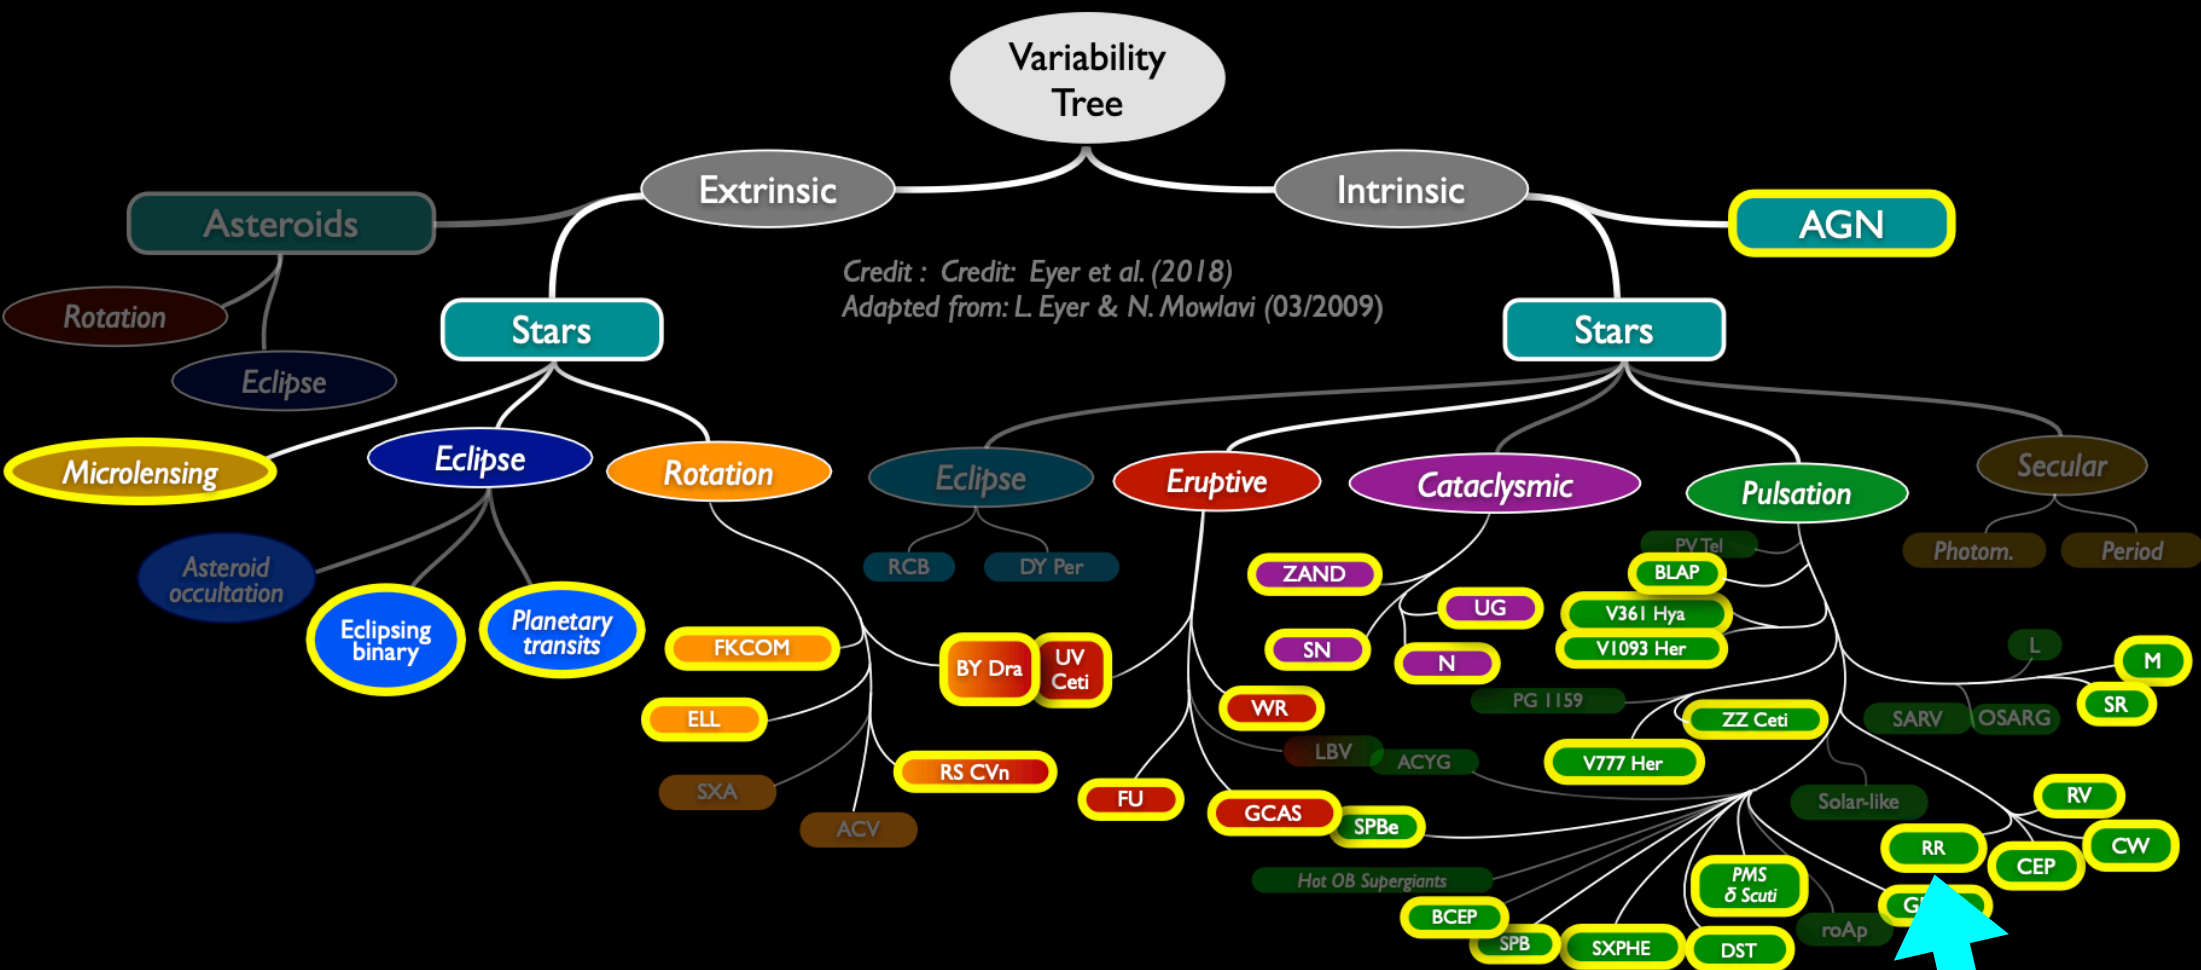 Variability
Tree
Extrinsic
Intrinsic
Asteroids
AGN
Credit : Credit: Eyer et al. (2018)
Adapted from: L. Eyer & N. Mowlavi (03/2009)
Rotation
Stars
Stars
Eclipse
Microlensing
Eclipse
Rotation
Eclipse
Eruptive
Cataclysmic
Pulsation
Secular
Asteroid
occultation
Eclipsing
binary
Planetary
transits
RCB
DY Per
PV Tel
Photom.
Period
ZAND
BLAP
UG
V361 Hya
FKCOM
BY Dra
UV
Ceti
SN
N
V1093 Her
L
M
ELL
WR
PG 1159
ZZ Ceti
SARV
OSARG
SR
RS CVn
LBV
ACYG
V777 Her
SXA
FU
GCAS
SPBe
Solar-like
RV
ACV
RR
CEP
CW
Hot OB Supergiants
PMS
δ Scuti
BCEP
SPB
SXPHE
DST
roAp